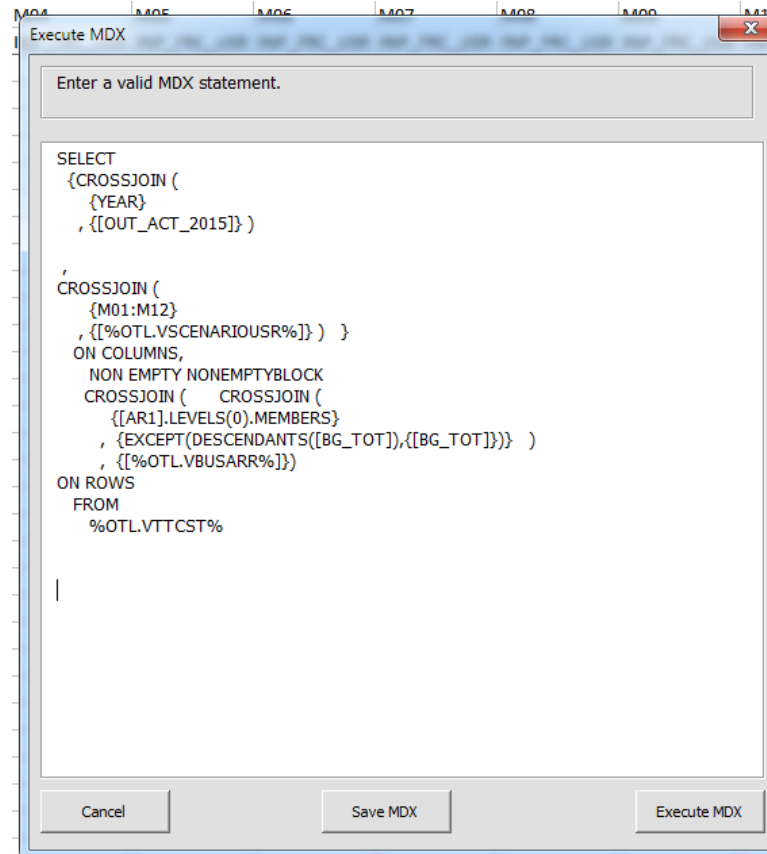 M04 M05 M06 M07 M08 M09 M1
Execute MDX
Enter a valid MDX statement.
SELECT
{CROSSJOIN (
{YEAR}
, {[OUT_ACT_2015]} )
,
CROSSJOIN (
{M01:M12}
, {[%OTL.VSCENARIOUSR%]} ) }
ON COLUMNS,
NON EMPTY NONEMPTYBLOCK
CROSSJOIN ( CROSSJOIN (
{[AR1].LEVELS(0).MEMBERS}
, {EXCEPT(DESCENDANTS([BG_TOT]),{[BG_TOT]})} )
, {[%OTL.VBUSARR%]})
ON ROWS
FROM
%OTL.VTTCST%
Cancel Save MDX Execute MDX